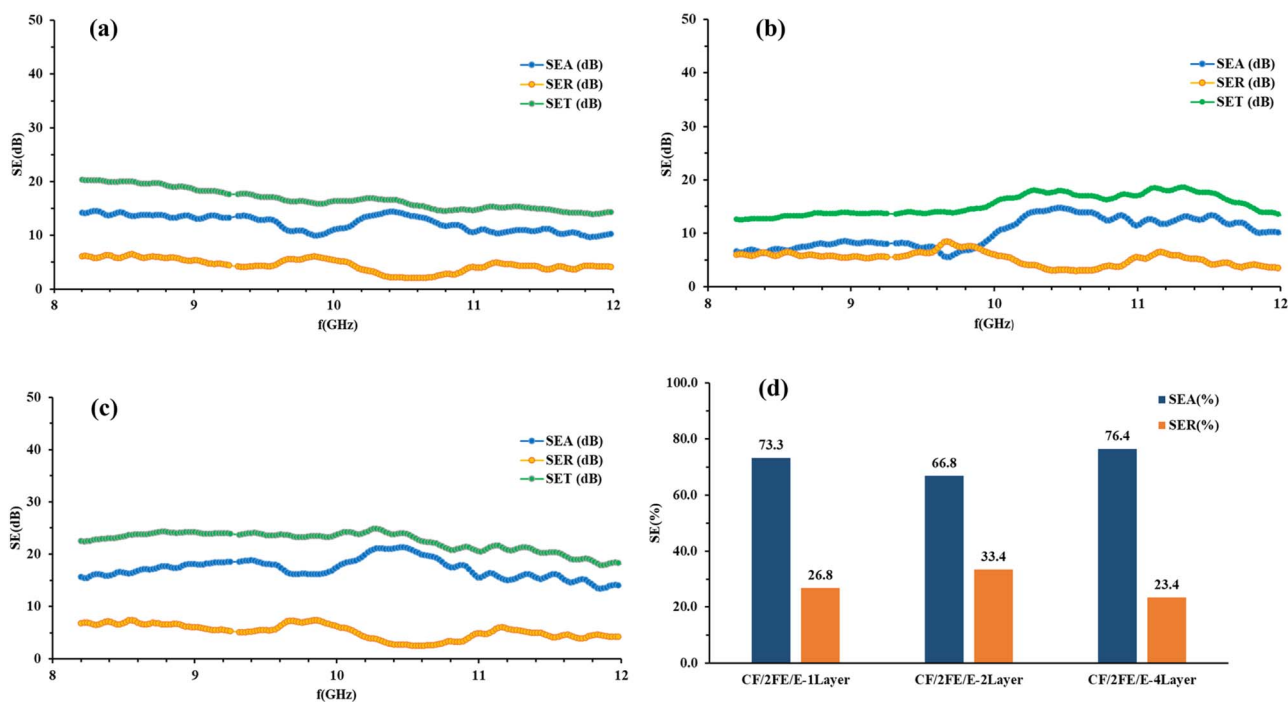 (a)
50
40
30
20
10
0
SE(dB)
SEA (dB)
SER (dB)
SET (dB)
8 9 10 11 12
f(GHz)
(b)
50
40
30
20
10
0
SE(dB)
SEA (dB)
SER (dB)
SET (dB)
8 9 10 11 12
f(GHz)
(c)
50
40
30
20
10
0
SE(dB)
SEA (dB)
SER (dB)
SET (dB)
8 9 10 11 12
f(GHz)
(d)
100.0
80.0
60.0
40.0
20.0
0.0
SE(%)
SEA(%)
SER(%)
73.3
26.8
66.8
33.4
76.4
23.4
CF/2FE/E-1Layer CF/2FE/E-2Layer CF/2FE/E-4Layer